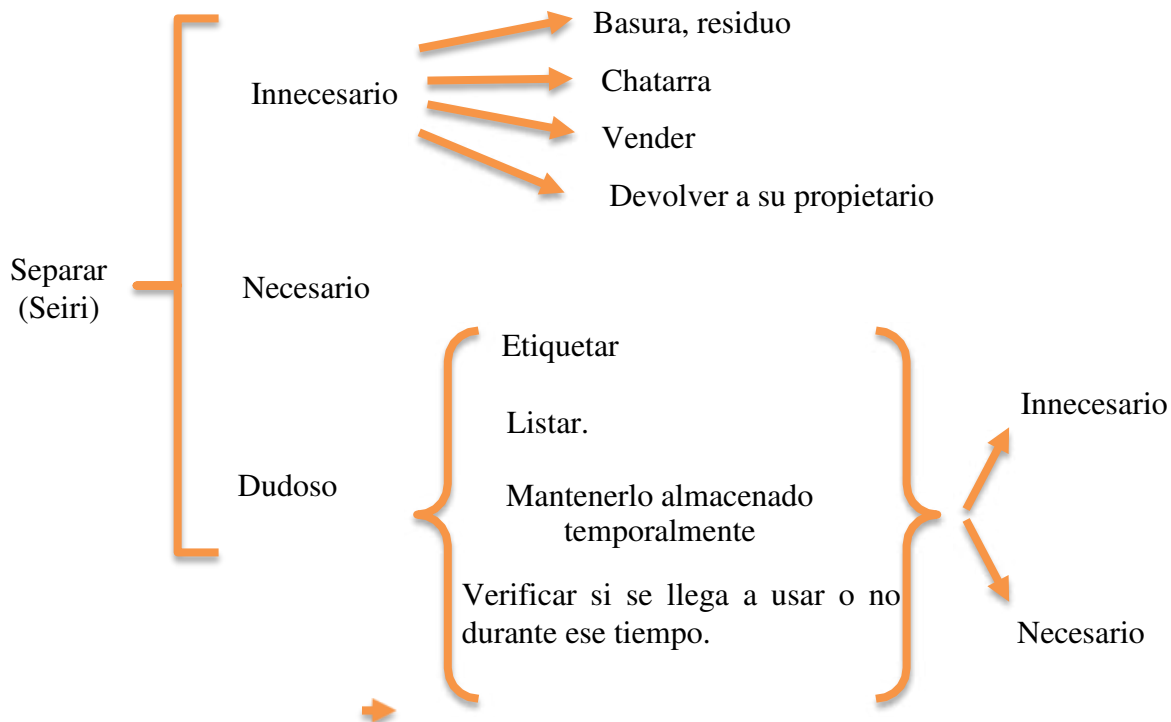 Separar
(Seiri)
Innecesario
Basura, residuo
Chatarra
Vender
Devolver a su propietario
Necesario
Dudoso
Etiquetar
Listar.
Mantenerlo almacenado
temporalmente
Verificar si se llega a usar o no
durante ese tiempo.
Innecesario
Necesario